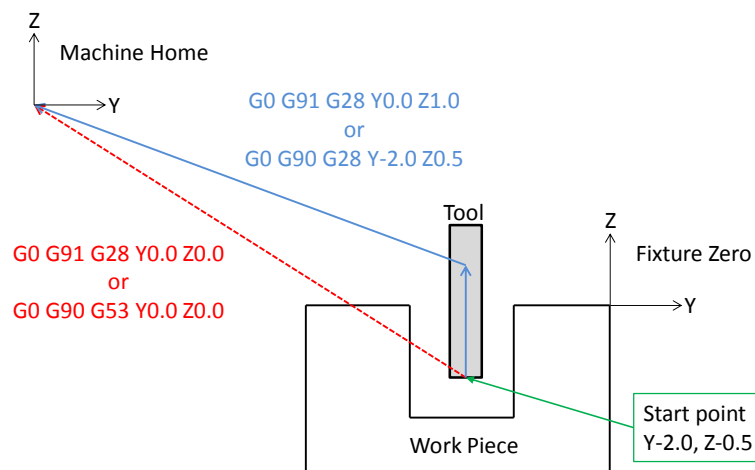 Z
Machine Home
Y
G0 G91 G28 Y0.0 Z1.0
or
G0 G90 G28 Y-2.0 Z0.5
Tool
Z
G0 G91 G28 Y0.0 Z0.0
or
G0 G90 G53 Y0.0 Z0.0
Fixture Zero
Y
Start point
Y-2.0, Z-0.5
Work Piece